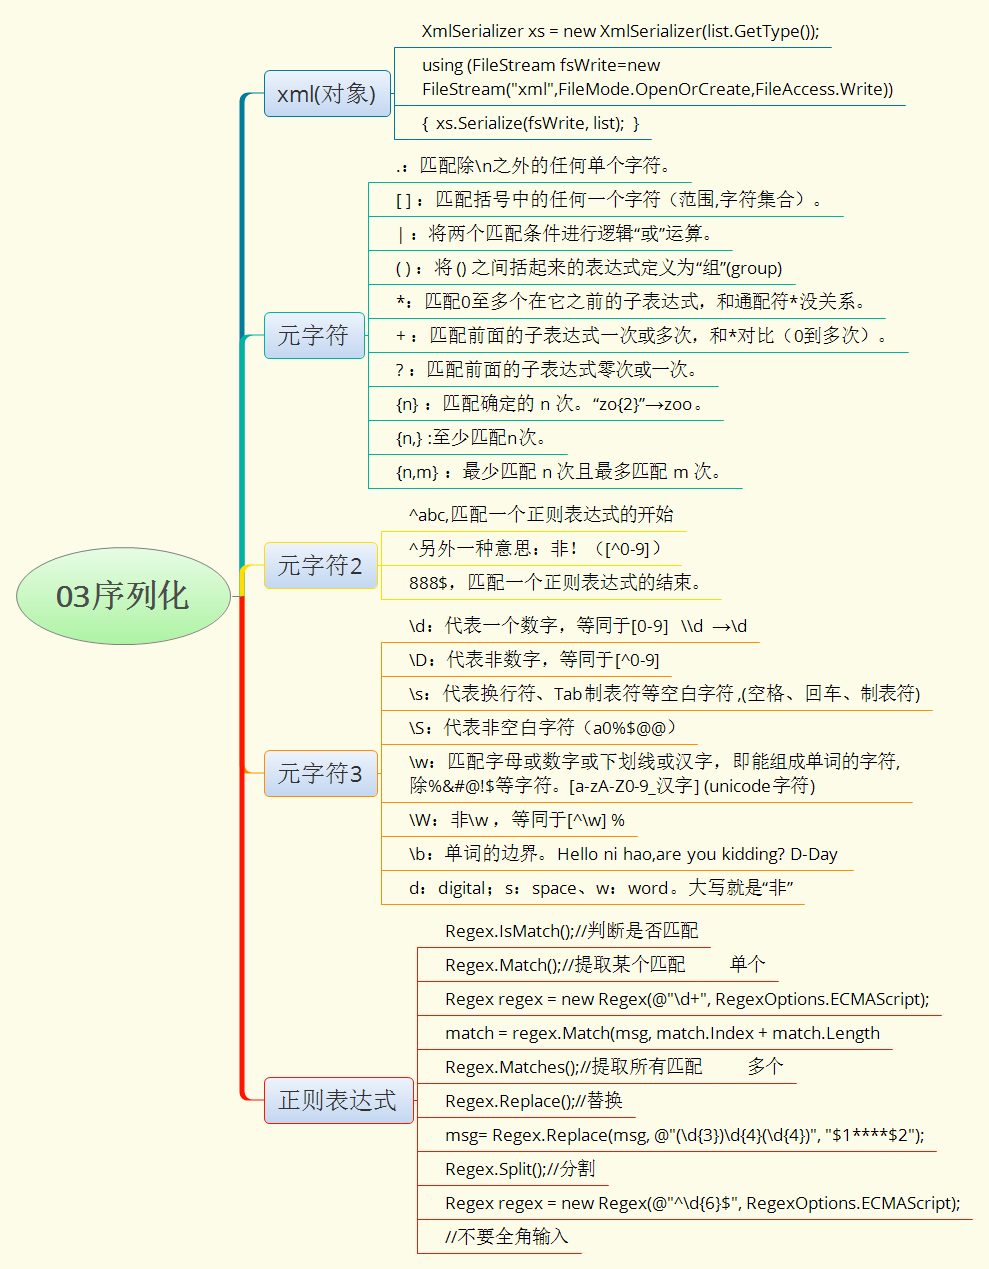 03序列化
xml(对象)
XmlSerializer xs = new XmlSerializer(list.GetType());
using (FileStream fsWrite=new
FileStream("xml",FileMode.OpenOrCreate,FileAccess.Write))
{ xs.Serialize(fsWrite, list); }
元字符
.：匹配除\n之外的任何单个字符。
[ ]：匹配括号中的任何一个字符（范围,字符集合）。
|：将两个匹配条件进行逻辑“或”运算。
( )：将 () 之间括起来的表达式定义为“组”(group)
*：匹配0至多个在它之前的子表达式，和通配符*没关系。
+：匹配前面的子表达式一次或多次，和*对比（0到多次）。
?：匹配前面的子表达式零次或一次。
{n}：匹配确定的 n 次。“zo{2}”→zoo。
{n,} :至少匹配n次。
{n,m}：最少匹配 n 次且最多匹配 m 次。
元字符2
^abc,匹配一个正则表达式的开始
^另外一种意思：非！（[^0-9]）
888$，匹配一个正则表达式的结束。
元字符3
\d：代表一个数字，等同于[0-9] \\d →\d
\D：代表非数字，等同于[^0-9]
\s：代表换行符、Tab制表符等空白字符,(空格、回车、制表符)
\S：代表非空白字符（a0%$@@）
\w：匹配字母或数字或下划线或汉字，即能组成单词的字符,
除%&#@!$等字符。[a-zA-Z0-9_汉字] (unicode字符)
\W：非\w ，等同于[^\w] %
\b：单词的边界。Hello ni hao,are you kidding? D-Day
d：digital；s：space、w：word。大写就是“非”
正则表达式
Regex.IsMatch();//判断是否匹配
Regex.Match();//提取某个匹配 单个
Regex regex = new Regex(@"\d+", RegexOptions.ECMAScript);
match = regex.Match(msg, match.Index + match.Length
Regex.Matches();//提取所有匹配 多个
Regex.Replace();//替换
msg= Regex.Replace(msg, @"(\d{3})\d{4}(\d{4})", "$1****$2");
Regex.Split();//分割
Regex regex = new Regex(@"^\d{6}$", RegexOptions.ECMAScript);
//不要全角输入